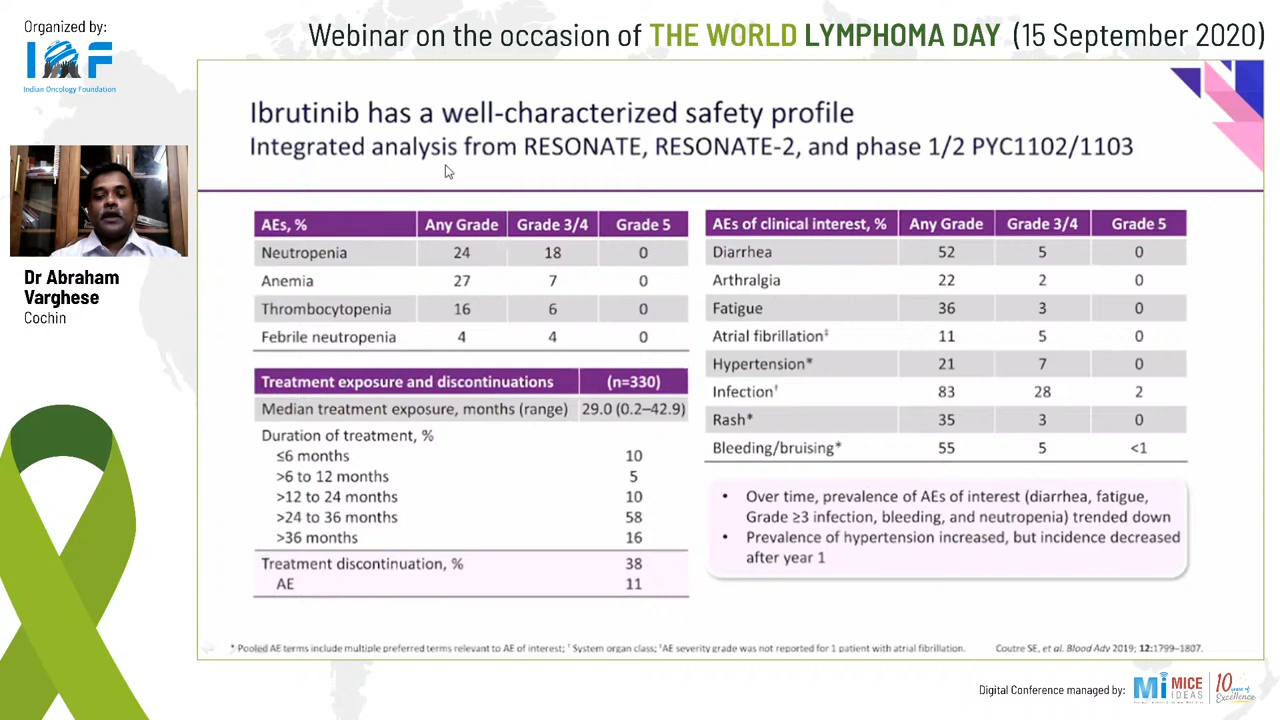 Organized by:
IOF
Indian Oncology Foundation
Webinar on the occasion of THE WORLD LYMPHOMA DAY (15 September 2020)
Dr Abraham
Varghese
Cochin
Ibrutinib has a well-characterized safety profile
Integrated analysis from RESONATE, RESONATE-2, and phase 1/2 PYC1102/1103
AEs, % Any Grade Grade 3/4 Grade 5
Neutropenia 24 18 0
Anemia 27 7 0
Thrombocytopenia 16 6 0
Febrile neutropenia 4 4 0
Treatment exposure and discontinuations (n=330)
Median treatment exposure, months (range) 29.0 (0.2–42.9)
Duration of treatment, %
≤6 months 10
>6 to 12 months 5
>12 to 24 months 10
>24 to 36 months 58
>36 months 16
Treatment discontinuation, % 38
AE 11
AEs of clinical interest, % Any Grade Grade 3/4 Grade 5
Diarrhea 52 5 0
Arthralgia 22 2 0
Fatigue 36 3 0
Atrial fibrillation‡ 11 5 0
Hypertension* 21 7 0
Infection† 83 28 2
Rash* 35 3 0
Bleeding/bruising* 55 5 <1
• Over time, prevalence of AEs of interest (diarrhea, fatigue,
Grade ≥3 infection, bleeding, and neutropenia) trended down
• Prevalence of hypertension increased, but incidence decreased
after year 1
* Pooled AE terms include multiple preferred terms relevant to AE of interest; † System organ class; ‡AE severity grade was not reported for 1 patient with atrial fibrillation.
Coutre SE, et al. Blood Adv 2019; 12:1799–1807.
Digital Conference managed by:
Mi MICE
IDEAS
10 years of
Excellence